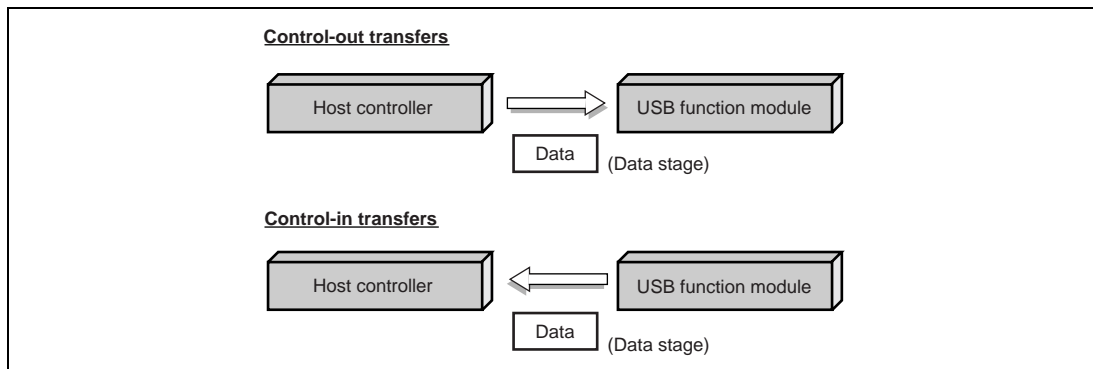 Control-out transfers
Host controller
USB function module
Data
(Data stage)
Control-in transfers
Host controller
USB function module
Data
(Data stage)